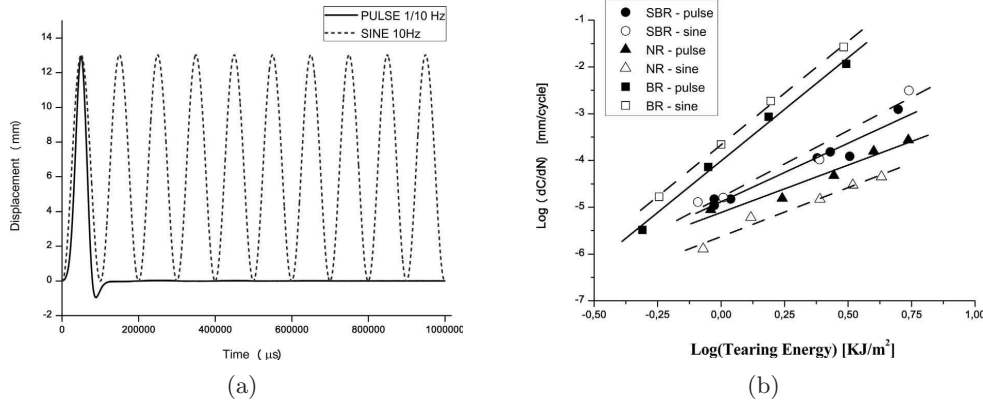 PULSE 1/10 Hz
SINE 10Hz
14
12
10
8
6
4
2
0
-2
Displacement (mm)
0
200000
400000
600000
800000
1000000
Time ( µs)
(a)
SBR - pulse
SBR - sine
NR - pulse
NR - sine
BR - pulse
BR - sine
-1
-2
-3
-4
-5
-6
-7
Log (dC/dN) [mm/cycle]
-0,50
-0,25
0,00
0,25
0,50
0,75
1,00
Log(Tearing Energy) [KJ/m²]
(b)